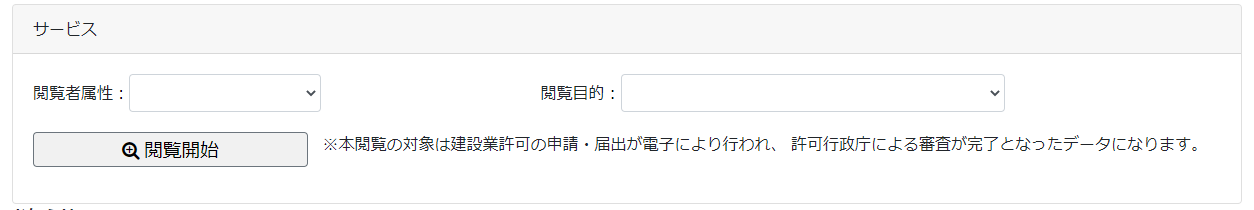 サービス
閲覧者属性： 閲覧目的：
閲覧開始 ※本閲覧の対象は建設業許可の申請・届出が電子により行われ、 許可行政庁による審査が完了となったデータになります。